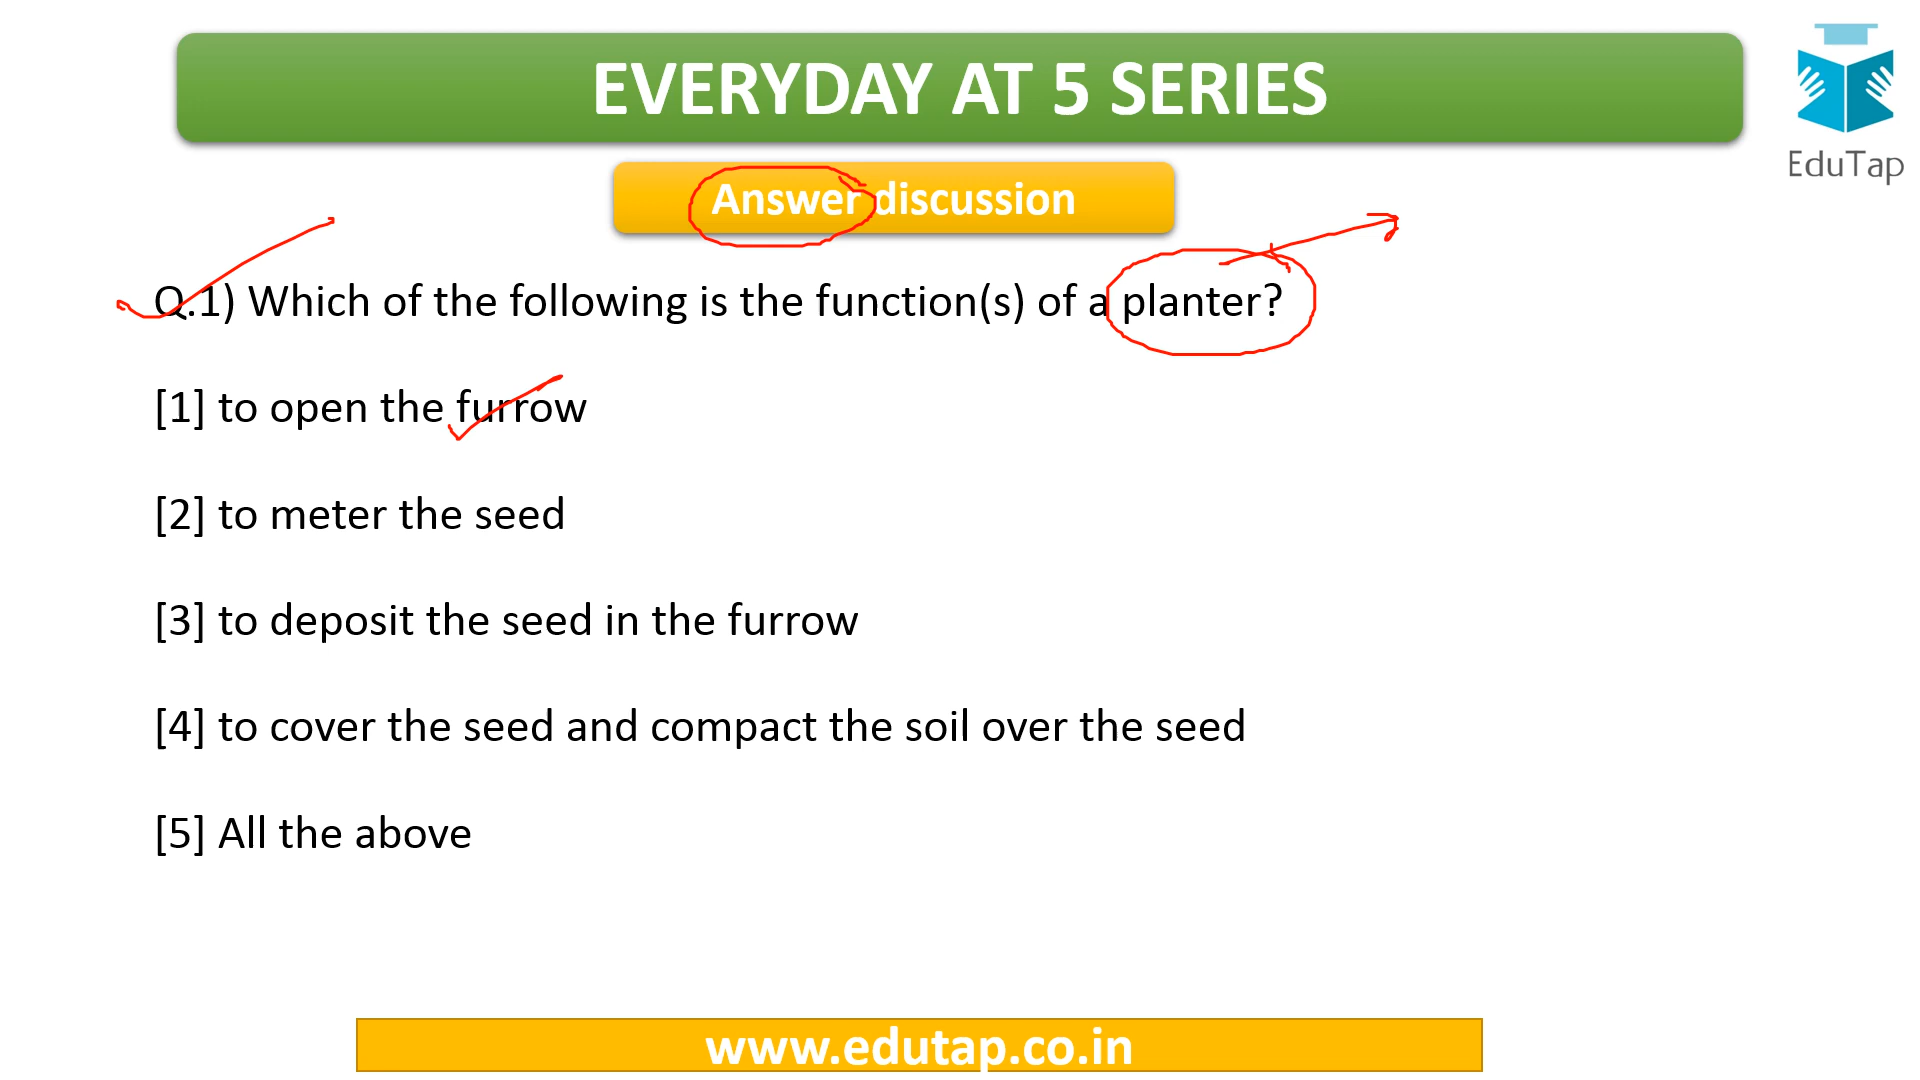 EVERYDAY AT 5 SERIES
EduTap
Answer discussion
Q.1) Which of the following is the function(s) of a planter?
[1] to open the furrow
[2] to meter the seed
[3] to deposit the seed in the furrow
[4] to cover the seed and compact the soil over the seed
[5] All the above
www.edutap.co.in